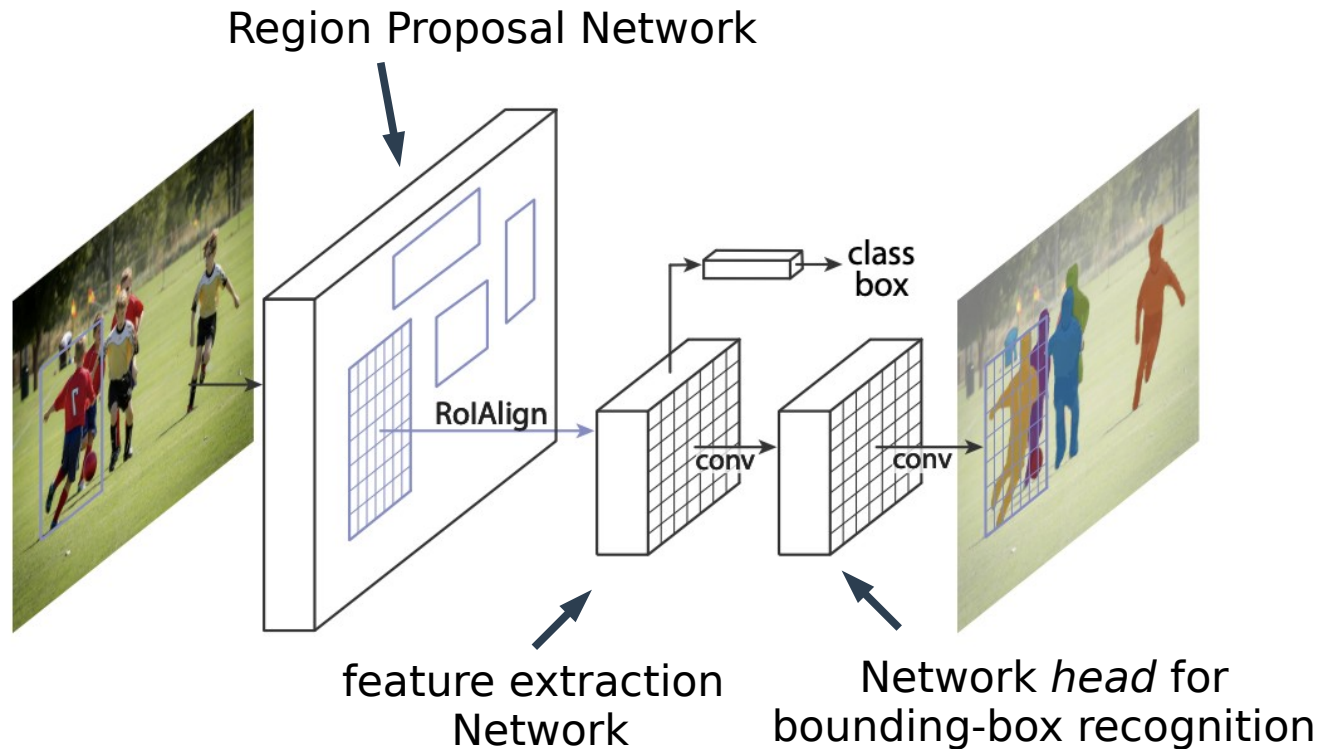 Region Proposal Network
class
box
RoIAlign
conv
conv
feature extraction
Network
Network head for
bounding-box recognition